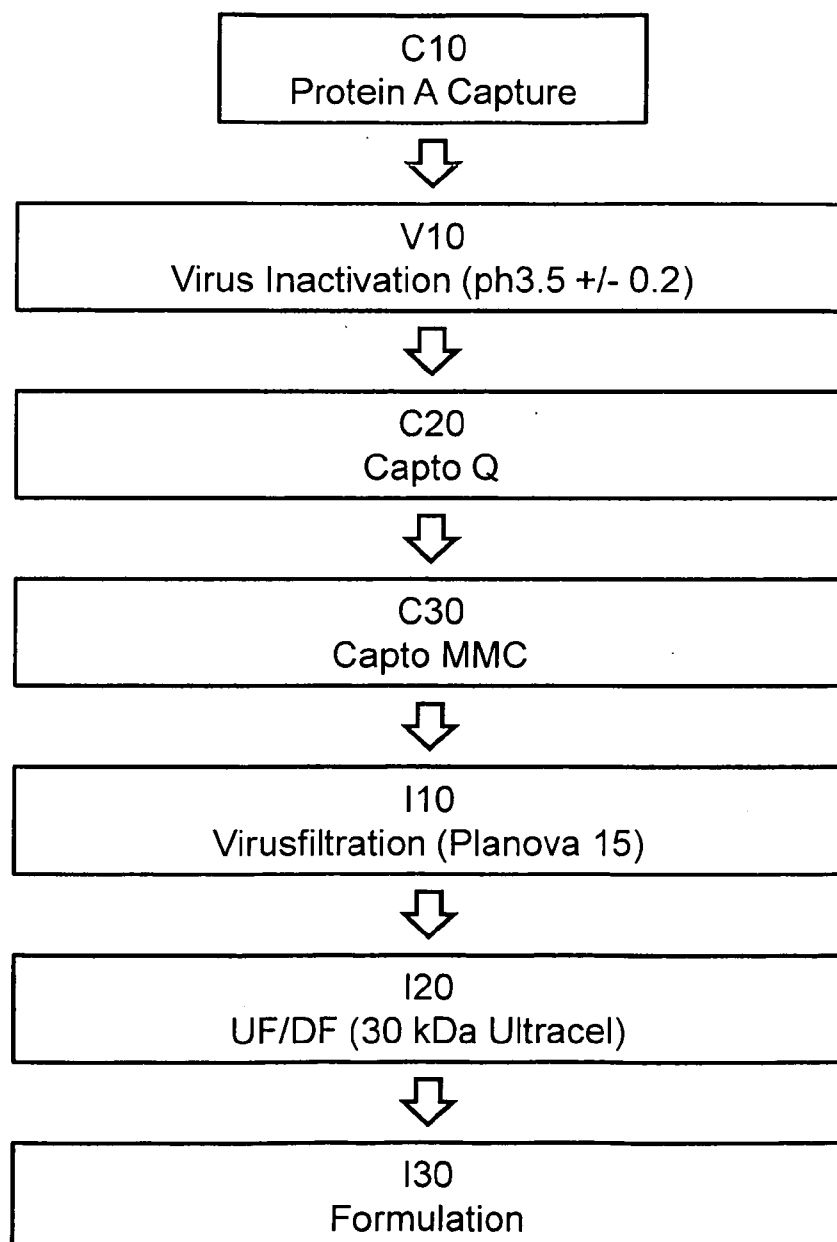 C10
Protein A Capture
V10
Virus Inactivation (ph3.5 +/- 0.2)
C20
Capto Q
C30
Capto MMC
I10
Virusfiltration (Planova 15)
I20
UF/DF (30 kDa Ultracel)
I30
Formulation